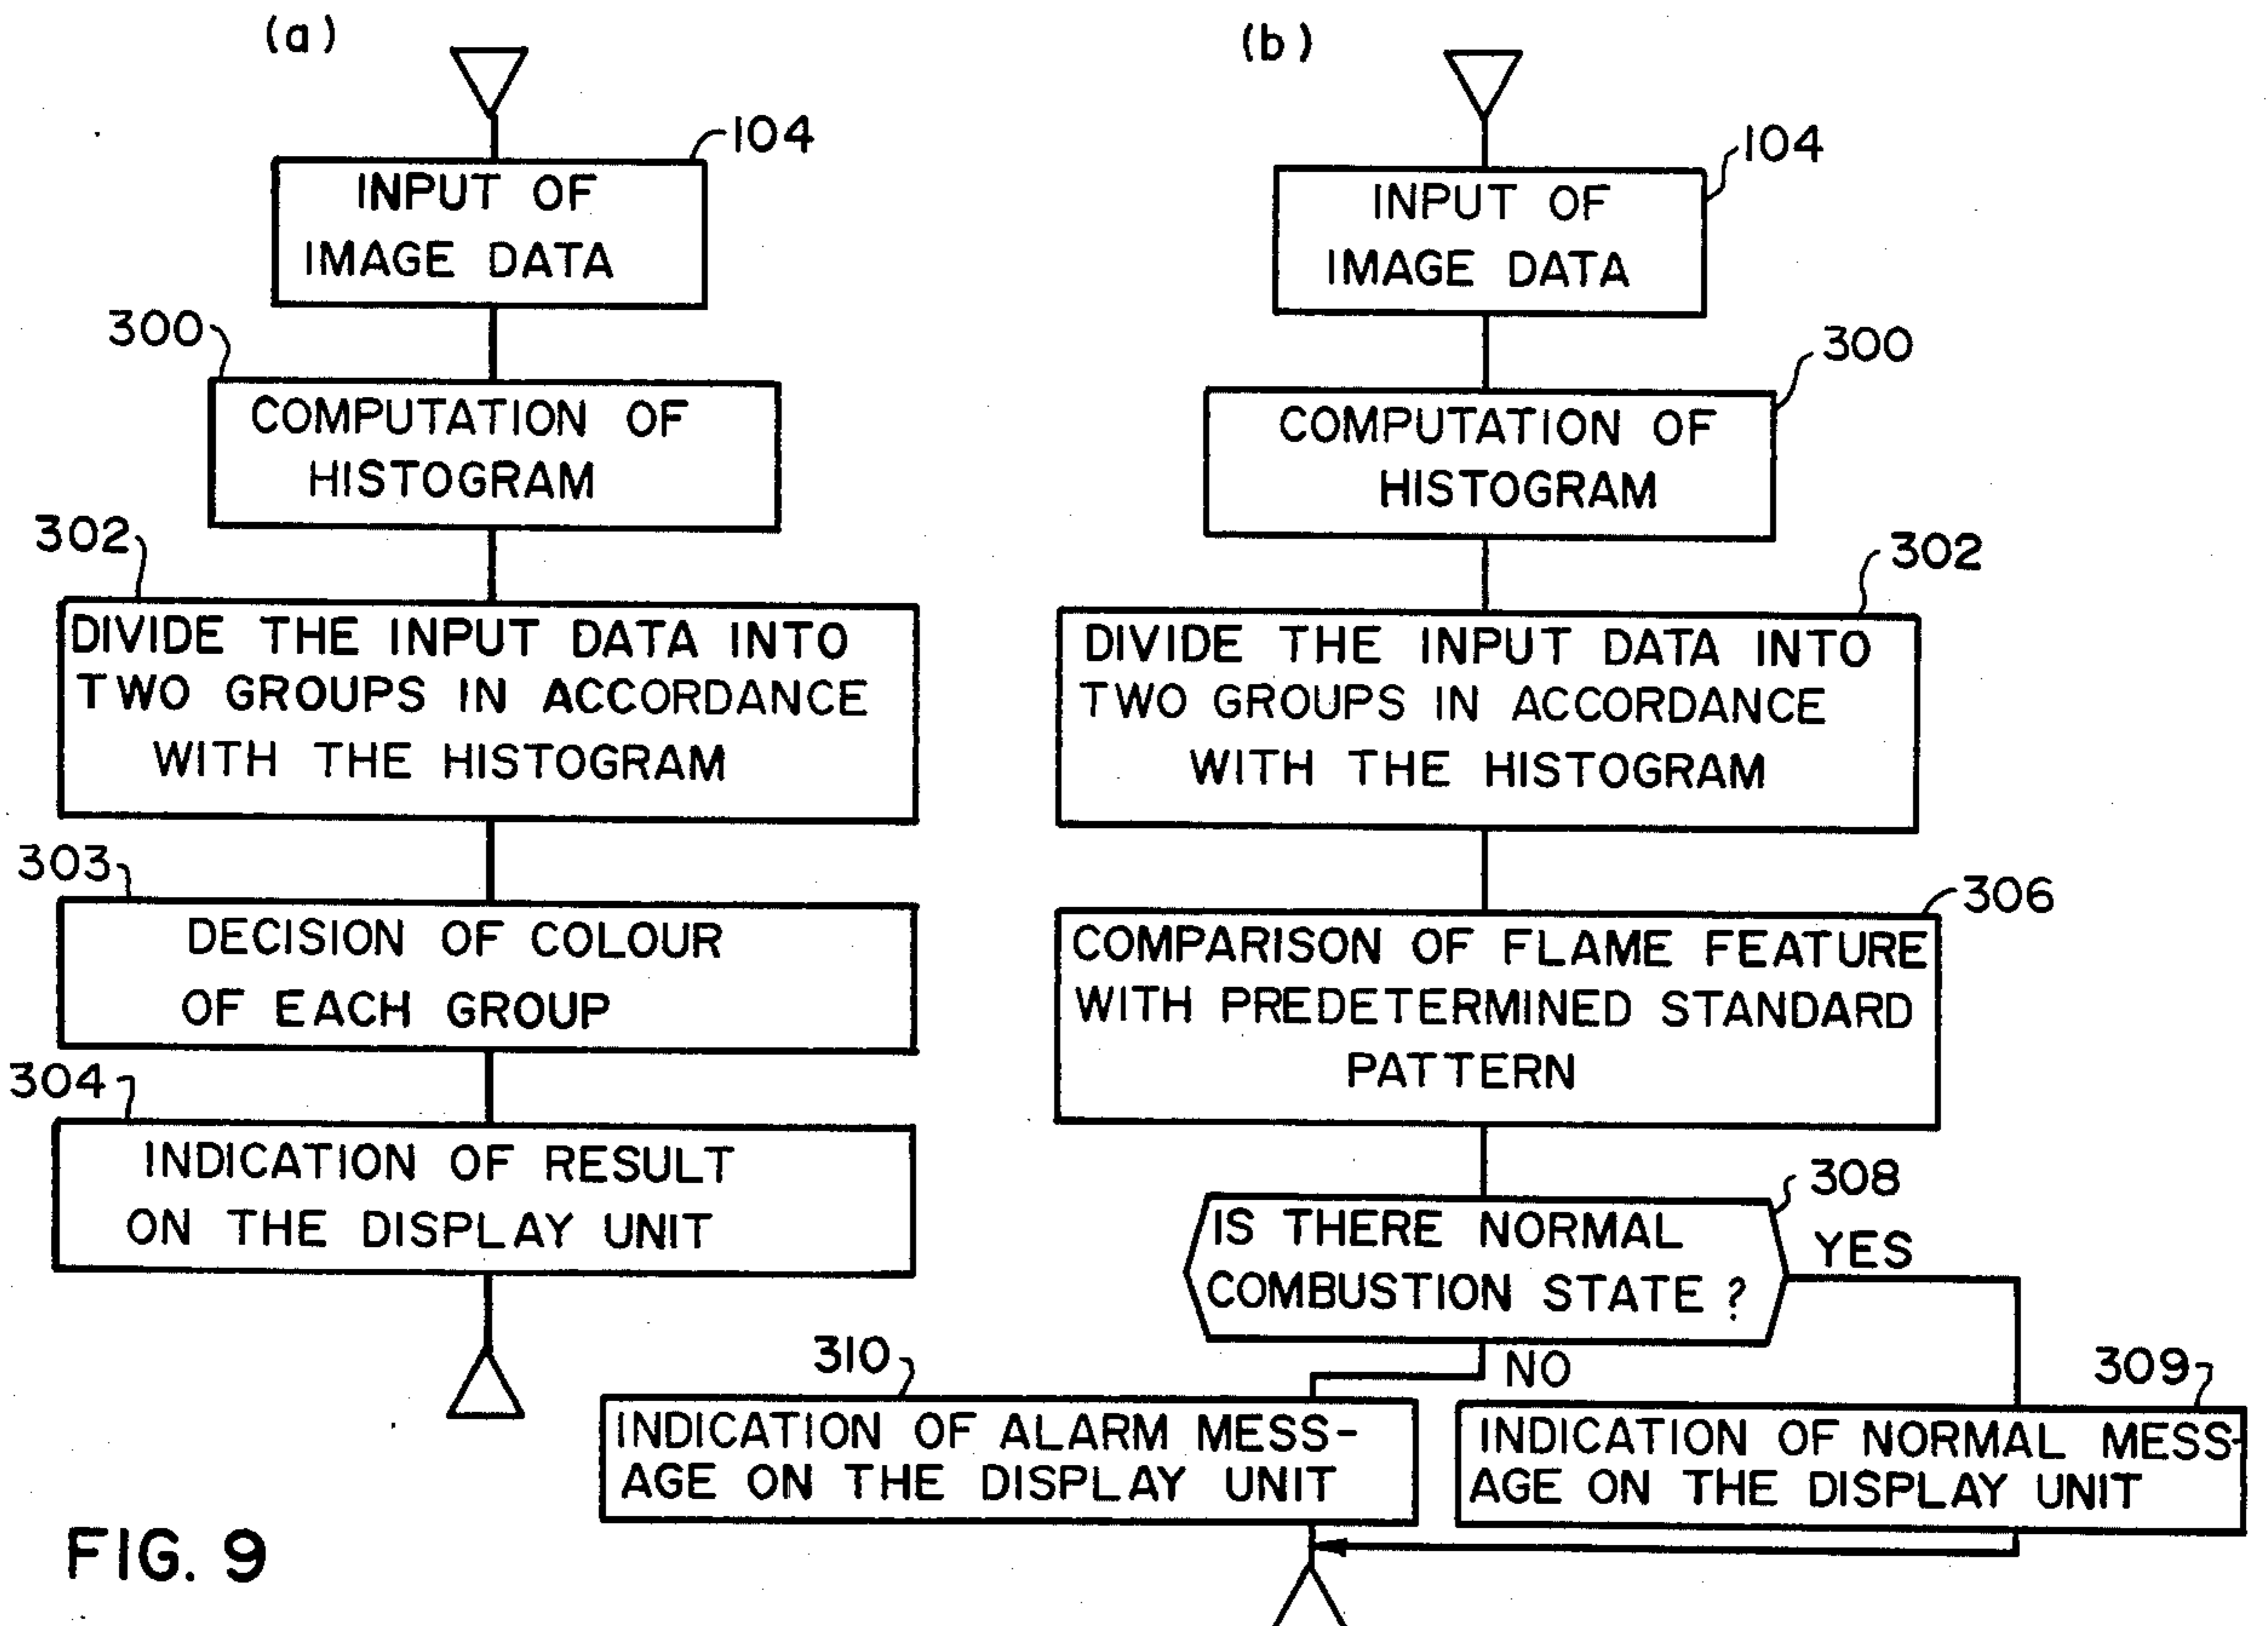 (a)
104
INPUT OF
IMAGE DATA
300
COMPUTATION OF
HISTOGRAM
302
DIVIDE THE INPUT DATA INTO
TWO GROUPS IN ACCORDANCE
WITH THE HISTOGRAM
303
DECISION OF COLOUR
OF EACH GROUP
304
INDICATION OF RESULT
ON THE DISPLAY UNIT
(b)
104
INPUT OF
IMAGE DATA
300
COMPUTATION OF
HISTOGRAM
302
DIVIDE THE INPUT DATA INTO
TWO GROUPS IN ACCORDANCE
WITH THE HISTOGRAM
306
COMPARISON OF FLAME FEATURE
WITH PREDETERMINED STANDARD
PATTERN
308
IS THERE NORMAL
COMBUSTION STATE ?
YES
NO
310
INDICATION OF ALARM MESS-
AGE ON THE DISPLAY UNIT
309
INDICATION OF NORMAL MESS-
AGE ON THE DISPLAY UNIT
FIG. 9